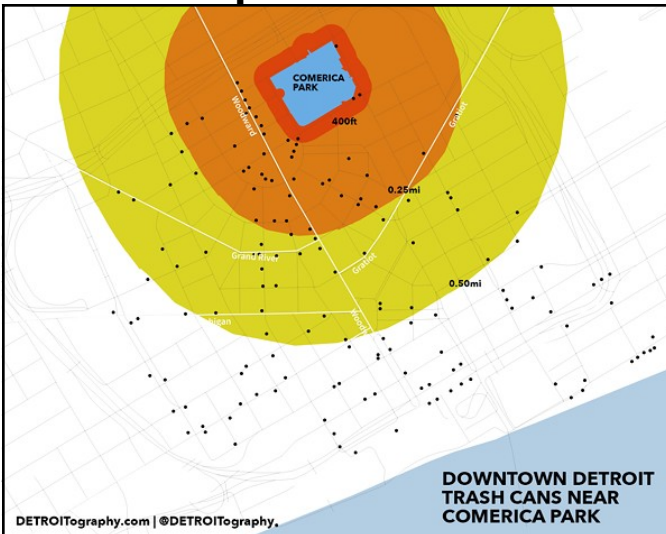 COMERICA
PARK
Woodward
400ft
Gratiot
0.25mi
Grand River
Gratiot
0.50mi
DOWNTOWN DETROIT
TRASH CANS NEAR
COMERICA PARK
DETROITography.com | @DETROITography.